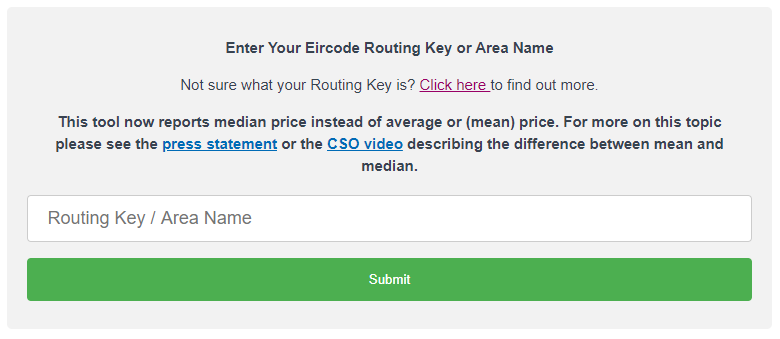 Enter Your Eircode Routing Key or Area Name
Not sure what your Routing Key is? Click here to find out more.
This tool now reports median price instead of average or (mean) price. For more on this topic
please see the press statement or the CSO video describing the difference between mean and
median.
Routing Key / Area Name
Submit